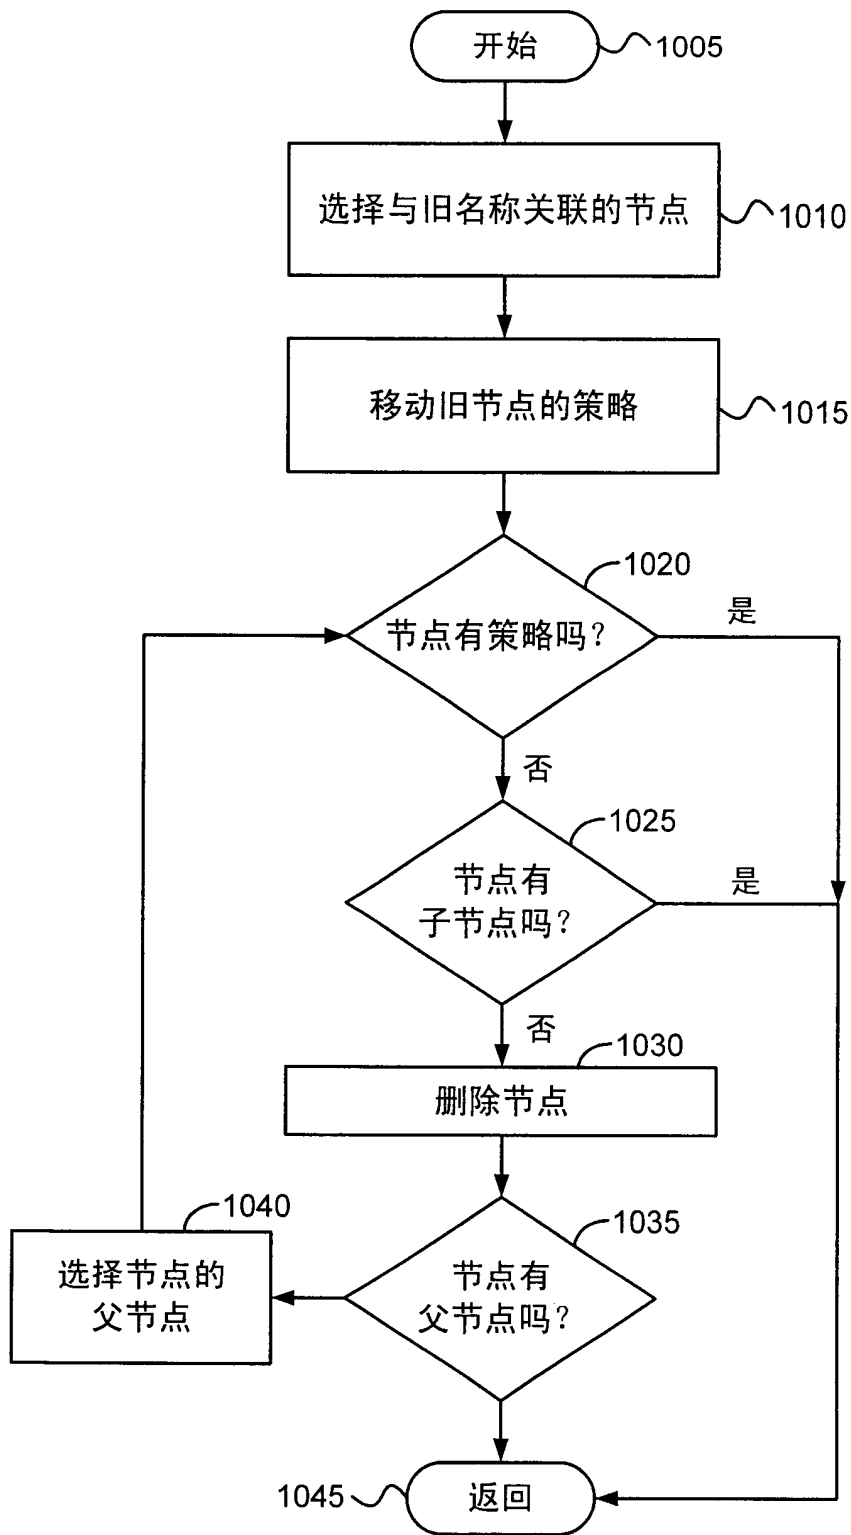 开始
1005
选择与旧名称关联的节点
1010
移动旧节点的策略
1015
1020
节点有策略吗?
是
否
1025
节点有
子节点吗?
是
否
1030
删除节点
1040
选择节点的
父节点
1035
节点有
父节点吗?
1045
返回